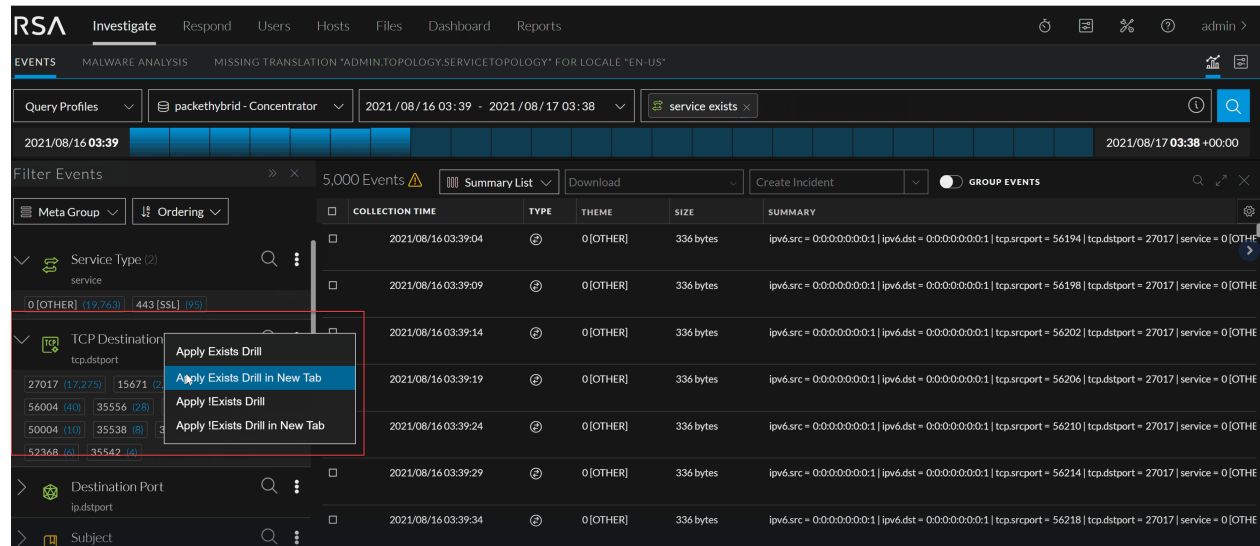 RSA Investigate Respond Users Hosts Files Dashboard Reports admin >
EVENTS MALWARE ANALYSIS MISSING TRANSLATION "ADMIN.TOPOLOGY.SERVICETOPOLOGY" FOR LOCALE "EN-US"
Query Profiles packethybrid - Concentrator 2021/08/16 03:39 - 2021/08/17 03:38 service exists ×
2021/08/16 03:39 2021/08/17 03:38 +00:00
Filter Events
5,000 Events Summary List Download Create Incident GROUP EVENTS
Meta Group Ordering
COLLECTION TIME TYPE THEME SIZE SUMMARY
Service Type (2)
service
0 [OTHER] (19,763) 443 [SSL] (95)
TCP Destination
tcp.dstport
27017 (17,275) 15671 (2,
56004 (40) 35556 (28)
50004 (10) 35538 (8) 3
52368 (6) 35542 (4)
Apply Exists Drill
Apply Exists Drill in New Tab
Apply !Exists Drill
Apply !Exists Drill in New Tab
Destination Port
ip.dstport
Subject
2021/08/16 03:39:04 0 [OTHER] 336 bytes ipv6.src = 0:0:0:0:0:0:0:1 | ipv6.dst = 0:0:0:0:0:0:0:1 | tcp.srcport = 56194 | tcp.dstport = 27017 | service = 0 [OTHE
2021/08/16 03:39:09 0 [OTHER] 336 bytes ipv6.src = 0:0:0:0:0:0:0:1 | ipv6.dst = 0:0:0:0:0:0:0:1 | tcp.srcport = 56198 | tcp.dstport = 27017 | service = 0 [OTHE
2021/08/16 03:39:14 0 [OTHER] 336 bytes ipv6.src = 0:0:0:0:0:0:0:1 | ipv6.dst = 0:0:0:0:0:0:0:1 | tcp.srcport = 56202 | tcp.dstport = 27017 | service = 0 [OTHE
2021/08/16 03:39:19 0 [OTHER] 336 bytes ipv6.src = 0:0:0:0:0:0:0:1 | ipv6.dst = 0:0:0:0:0:0:0:1 | tcp.srcport = 56206 | tcp.dstport = 27017 | service = 0 [OTHE
2021/08/16 03:39:24 0 [OTHER] 336 bytes ipv6.src = 0:0:0:0:0:0:0:1 | ipv6.dst = 0:0:0:0:0:0:0:1 | tcp.srcport = 56210 | tcp.dstport = 27017 | service = 0 [OTHE
2021/08/16 03:39:29 0 [OTHER] 336 bytes ipv6.src = 0:0:0:0:0:0:0:1 | ipv6.dst = 0:0:0:0:0:0:0:1 | tcp.srcport = 56214 | tcp.dstport = 27017 | service = 0 [OTHE
2021/08/16 03:39:34 0 [OTHER] 336 bytes ipv6.src = 0:0:0:0:0:0:0:1 | ipv6.dst = 0:0:0:0:0:0:0:1 | tcp.srcport = 56218 | tcp.dstport = 27017 | service = 0 [OTHE